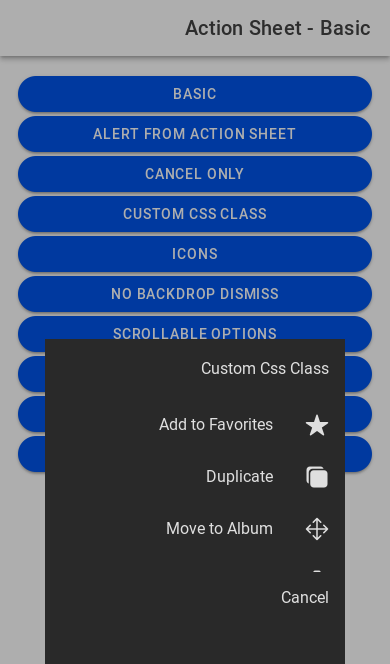 Action Sheet - Basic
BASIC
ALERT FROM ACTION SHEET
CANCEL ONLY
CUSTOM CSS CLASS
ICONS
NO BACKDROP DISMISS
SCROLLABLE OPTIONS
Custom Css Class
Add to Favorites
Duplicate
Move to Album
Cancel